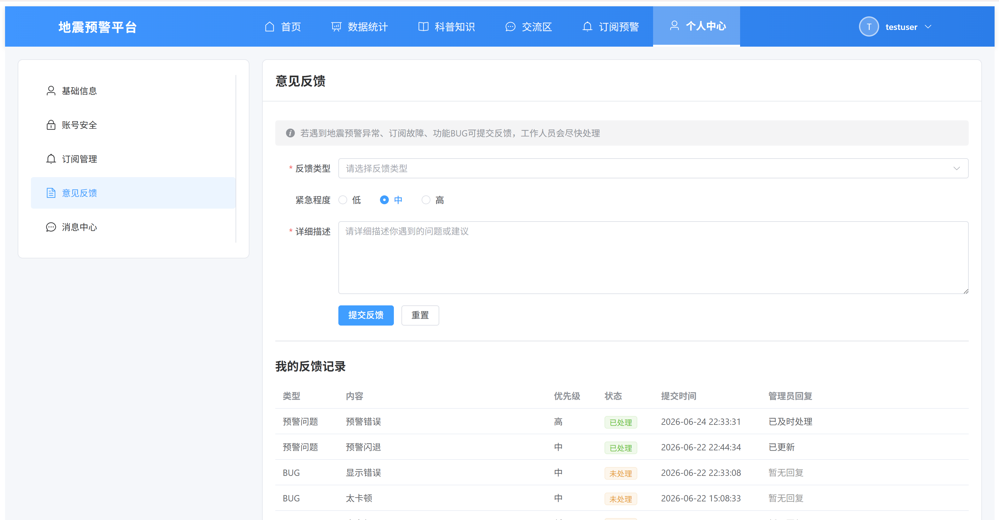 地震预警平台
首页 数据统计 科普知识 交流区 订阅预警 个人中心
T testuser
基础信息
账号安全
订阅管理
意见反馈
消息中心
意见反馈
若遇到地震预警异常、订阅故障、功能BUG可提交反馈，工作人员会尽快处理
* 反馈类型 请选择反馈类型
紧急程度 低 中 高
* 详细描述 请详细描述你遇到的问题或建议
提交反馈 重置
我的反馈记录
类型 内容 优先级 状态 提交时间 管理员回复
预警问题 预警错误 高 已处理 2026-06-24 22:33:31 已及时处理
预警问题 预警闪退 中 已处理 2026-06-22 22:44:34 已更新
BUG 显示错误 中 未处理 2026-06-22 22:33:08 暂无回复
BUG 太卡顿 中 未处理 2026-06-22 15:08:33 暂无回复